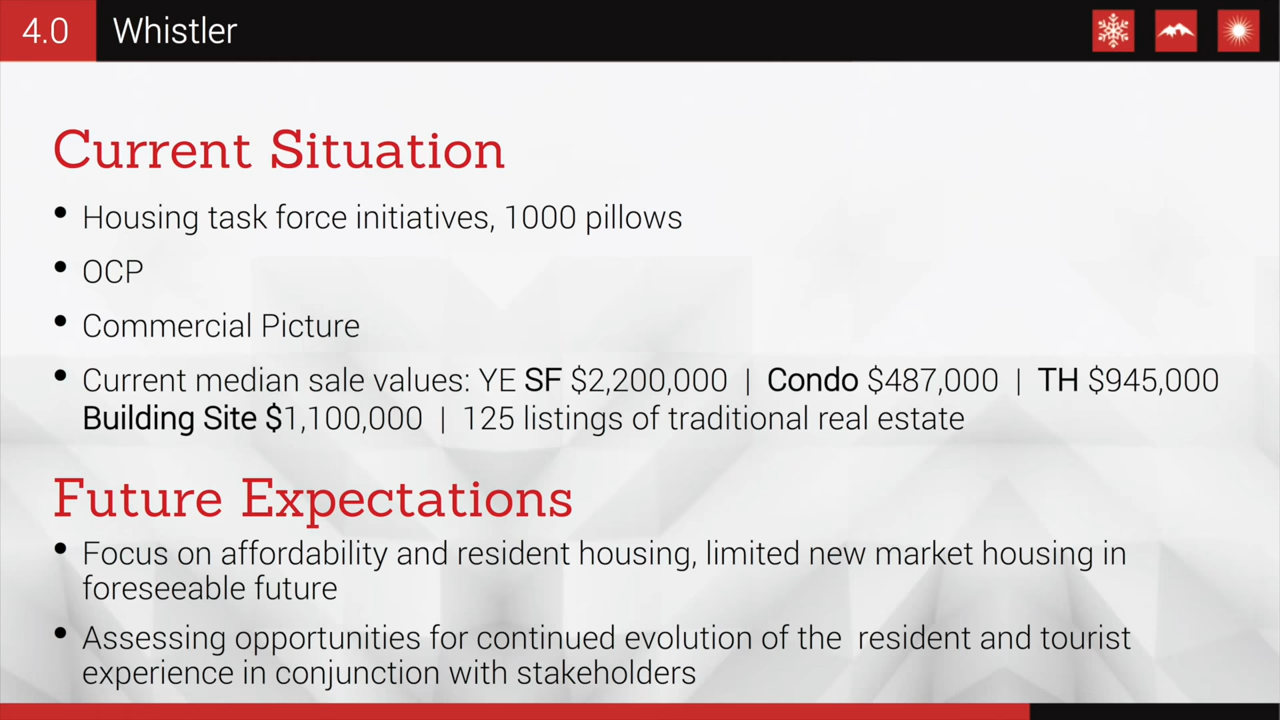 4.0 Whistler
Current Situation
• Housing task force initiatives, 1000 pillows
• OCP
• Commercial Picture
• Current median sale values: YE SF $2,200,000 | Condo $487,000 | TH $945,000
Building Site $1,100,000 | 125 listings of traditional real estate
Future Expectations
• Focus on affordability and resident housing, limited new market housing in
foreseeable future
• Assessing opportunities for continued evolution of the resident and tourist
experience in conjunction with stakeholders